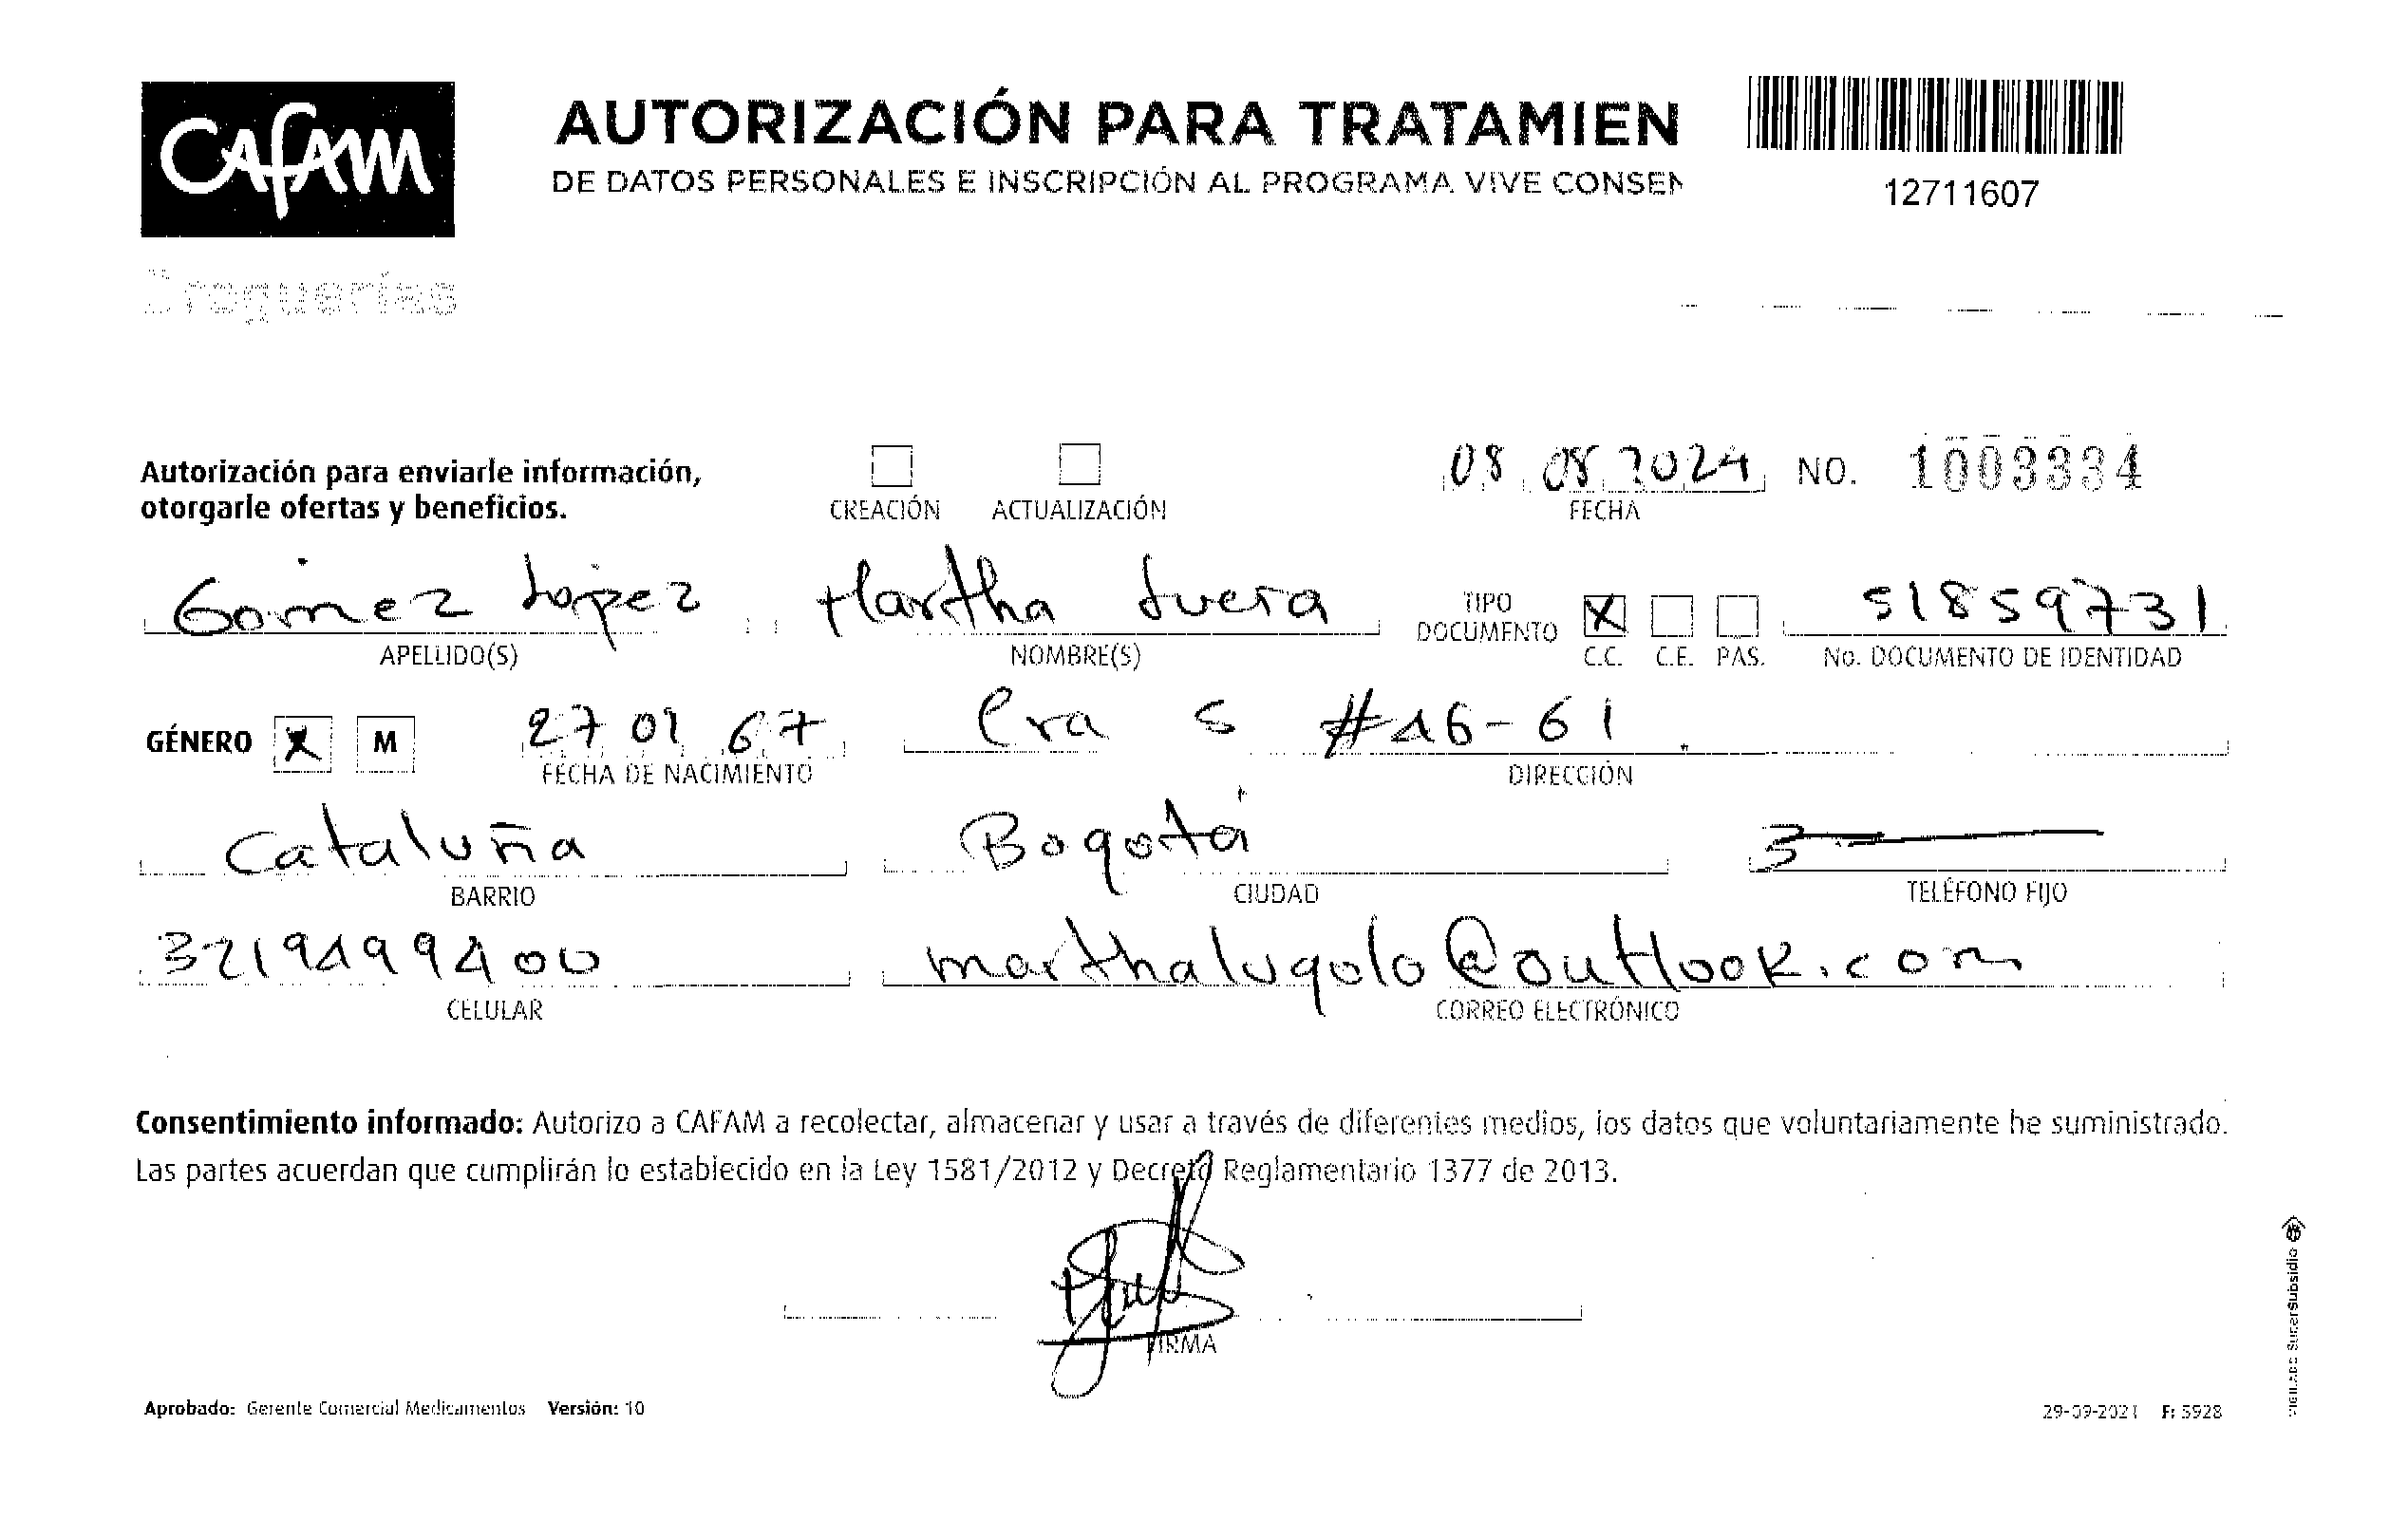 CAFAM
Droguerías
AUTORIZACIÓN PARA TRATAMIEN
DE DATOS PERSONALES E INSCRIPCIÓN AL PROGRAMA VIVE CONSEN
12711607
Autorización para enviarle información,
otorgarle ofertas y beneficios.
CREACIÓN ACTUALIZACIÓN
08 08 2024 NO. 1003334
FECHA
Gomez Lopez Martha Lucra TIPO DOCUMENTO X 51859731
APELLIDO(S) NOMBRE(S) C.C. C.E. PAS. No. DOCUMENTO DE IDENTIDAD
GÉNERO X M 27 01 67 Cra 5 #16-61
FECHA DE NACIMIENTO DIRECCIÓN
Cataluña Bogotá 3
BARRIO CIUDAD TELÉFONO FIJO
3219499400 marthalugolo@outlook.com
CELULAR CORREO ELECTRÓNICO
Consentimiento informado: Autorizo a CAFAM a recolectar, almacenar y usar a través de diferentes medios, los datos que voluntariamente he suministrado.
Las partes acuerdan que cumplirán lo establecido en la Ley 1581/2012 y Decreto Reglamentario 1377 de 2013.
FIRMA
Aprobado: Gerente Comercial Medicamentos Versión: 10
29-09-2021 F: 5928
VIGILADO SuperSubsidio